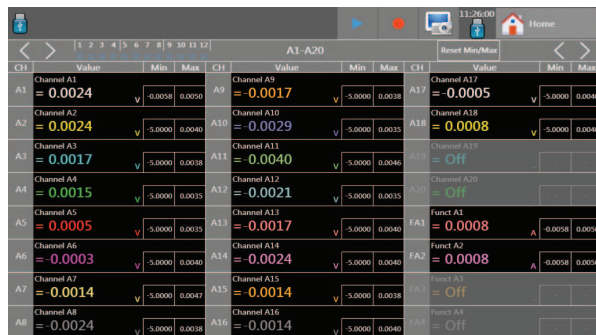 11:26:00
Home
1 2 3 4 5 6 7 8 9 10 11 12
A1-A20
Reset Min/Max
CH Value Min Max CH Value Min Max CH Value Min Max
A1 Channel A1 = 0.0024 V -0.0058 0.0050
A2 Channel A2 = 0.0024 V -5.0000 0.0040
A3 Channel A3 = 0.0017 V -5.0000 0.0038
A4 Channel A4 = 0.0015 V -5.0000 0.0035
A5 Channel A5 = 0.0005 V -5.0000 0.0035
A6 Channel A6 =-0.0003 V -5.0000 0.0040
A7 Channel A7 =-0.0014 V -5.0000 0.0047
A8 Channel A8 =-0.0024 V -5.0000 0.0038
A9 Channel A9 =-0.0017 V -5.0000 0.0038
A10 Channel A10 =-0.0029 V -5.0000 0.0035
A11 Channel A11 =-0.0040 V -5.0000 0.0046
A12 Channel A12 =-0.0021 V -5.0000 0.0035
A13 Channel A13 =-0.0017 V -5.0000 0.0040
A14 Channel A14 =-0.0024 V -5.0000 0.0040
A15 Channel A15 =-0.0014 V -5.0000 0.0038
A16 Channel A16 =-0.0014 V -5.0000 0.0040
A17 Channel A17 =-0.0005 V -5.0000
A18 Channel A18 = 0.0008 V -5.0000
A19 Channel A19 = Off - -
A20 Channel A20 = Off - -
FA1 Funct A1 = 0.0008 A -0.0058
FA2 Funct A2 = 0.0008 A -0.0058
FA3 Funct A3 = Off - -
FA4 Funct A4 = Off - -